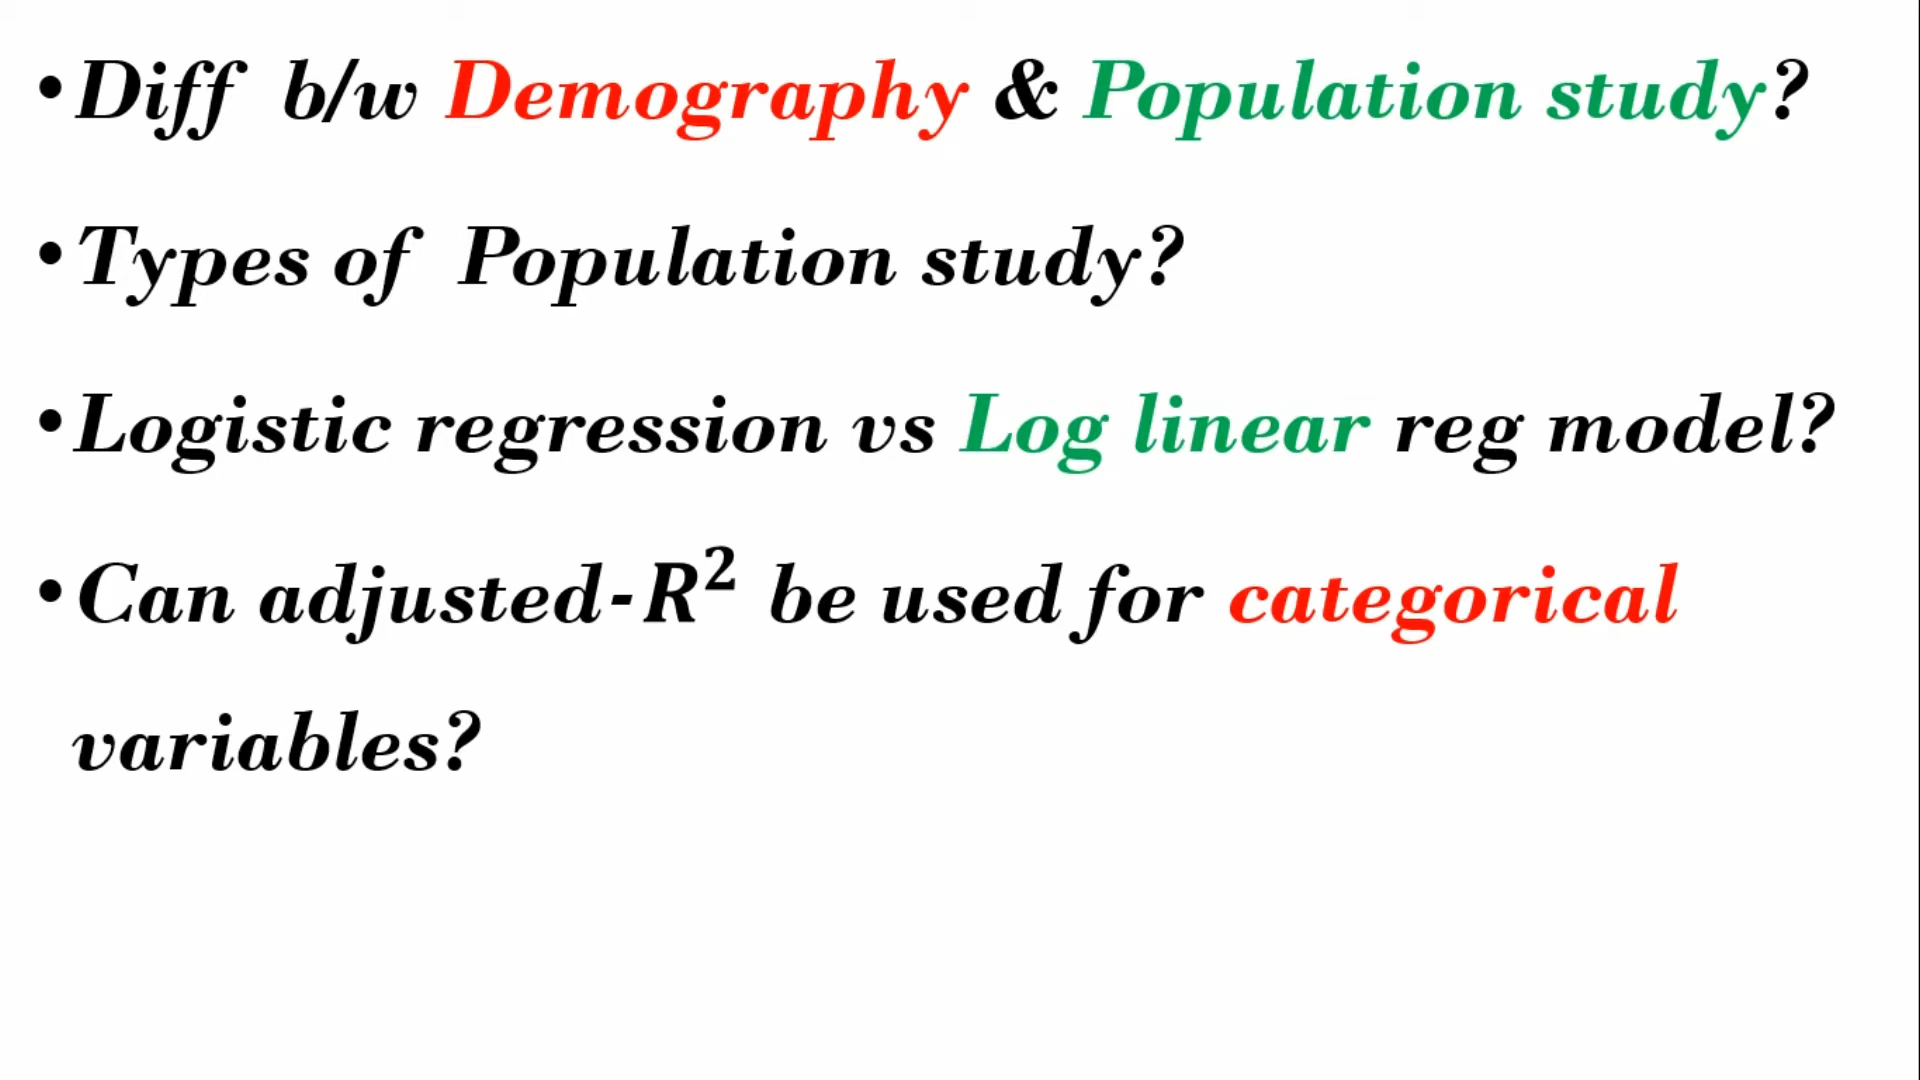 •Diff b/w Demography & Population study?
•Types of Population study?
•Logistic regression vs Log linear reg model?
•Can adjusted-R² be used for categorical
variables?